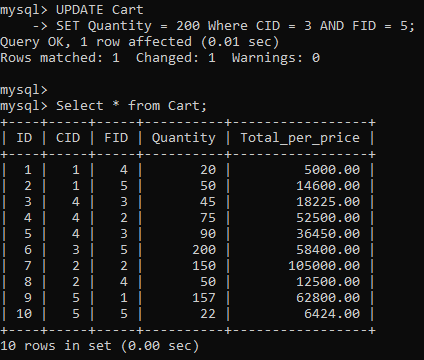 mysql> UPDATE Cart
    -> SET Quantity = 200 Where CID = 3 AND FID = 5;
Query OK, 1 row affected (0.01 sec)
Rows matched: 1  Changed: 1  Warnings: 0

mysql>
mysql> Select * from Cart;
+----+-----+-----+----------+-----------------+
| ID | CID | FID | Quantity | Total_per_price |
+----+-----+-----+----------+-----------------+
|  1 |   1 |   4 |       20 |         5000.00 |
|  2 |   1 |   5 |       50 |        14600.00 |
|  3 |   4 |   3 |       45 |        18225.00 |
|  4 |   4 |   2 |       75 |        52500.00 |
|  5 |   4 |   3 |       90 |        36450.00 |
|  6 |   3 |   5 |      200 |        58400.00 |
|  7 |   2 |   2 |      150 |       105000.00 |
|  8 |   2 |   4 |       50 |        12500.00 |
|  9 |   5 |   1 |      157 |        62800.00 |
| 10 |   5 |   5 |       22 |         6424.00 |
+----+-----+-----+----------+-----------------+
10 rows in set (0.00 sec)